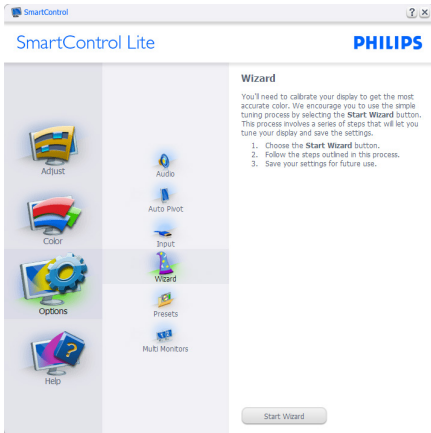 SmartControl
SmartControl Lite
PHILIPS
Adjust
Color
Options
Help
Audio
Auto Pivot
Input
Wizard
Presets
Multi Monitors
Wizard
You'll need to calibrate your display to get the most
accurate color. We encourage you to use the simple
tuning process by selecting the Start Wizard button.
This process involves a series of steps that will let you
tune your display and save the settings.
1. Choose the Start Wizard button.
2. Follow the steps outlined in this process.
3. Save your settings for future use.
Start Wizard